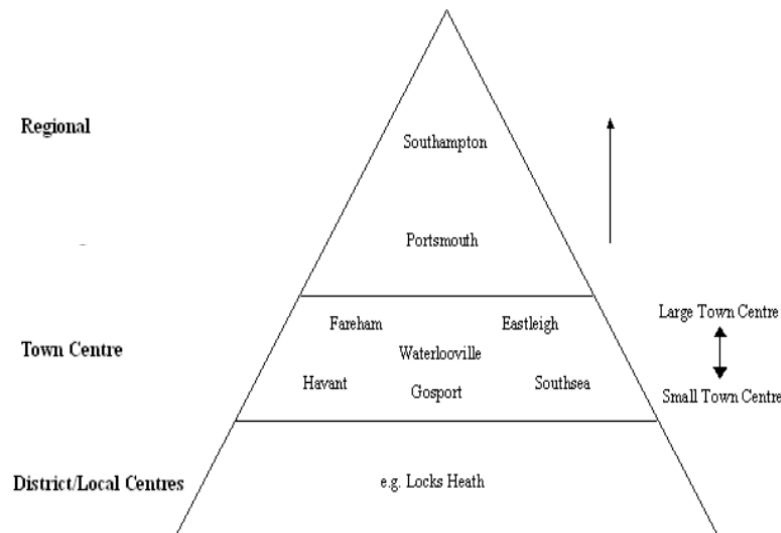 Regional
Southampton
Portsmouth
Town Centre
Fareham
Eastleigh
Waterlooville
Havant
Gosport
Southsea
Large Town Centre
Small Town Centre
District/Local Centres
e.g. Locks Heath